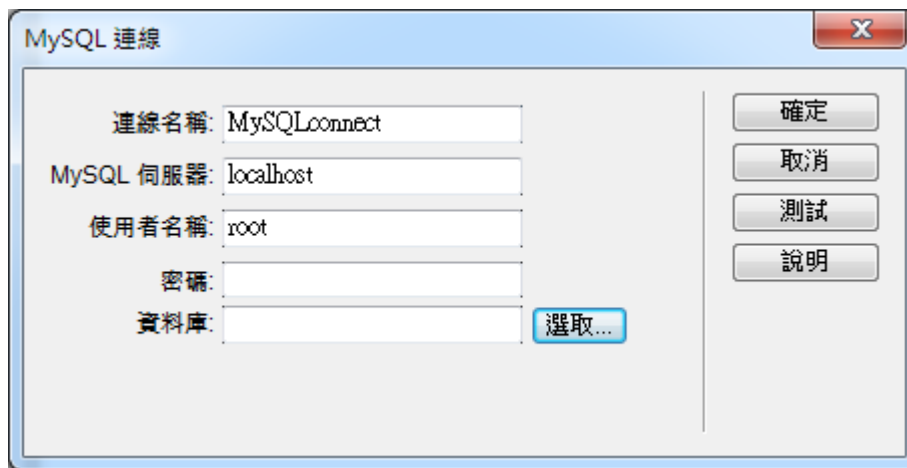 MySQL 連線
連線名稱: MySQLconnect
MySQL 伺服器: localhost
使用者名稱: root
密碼:
資料庫:
選取...
確定
取消
測試
說明